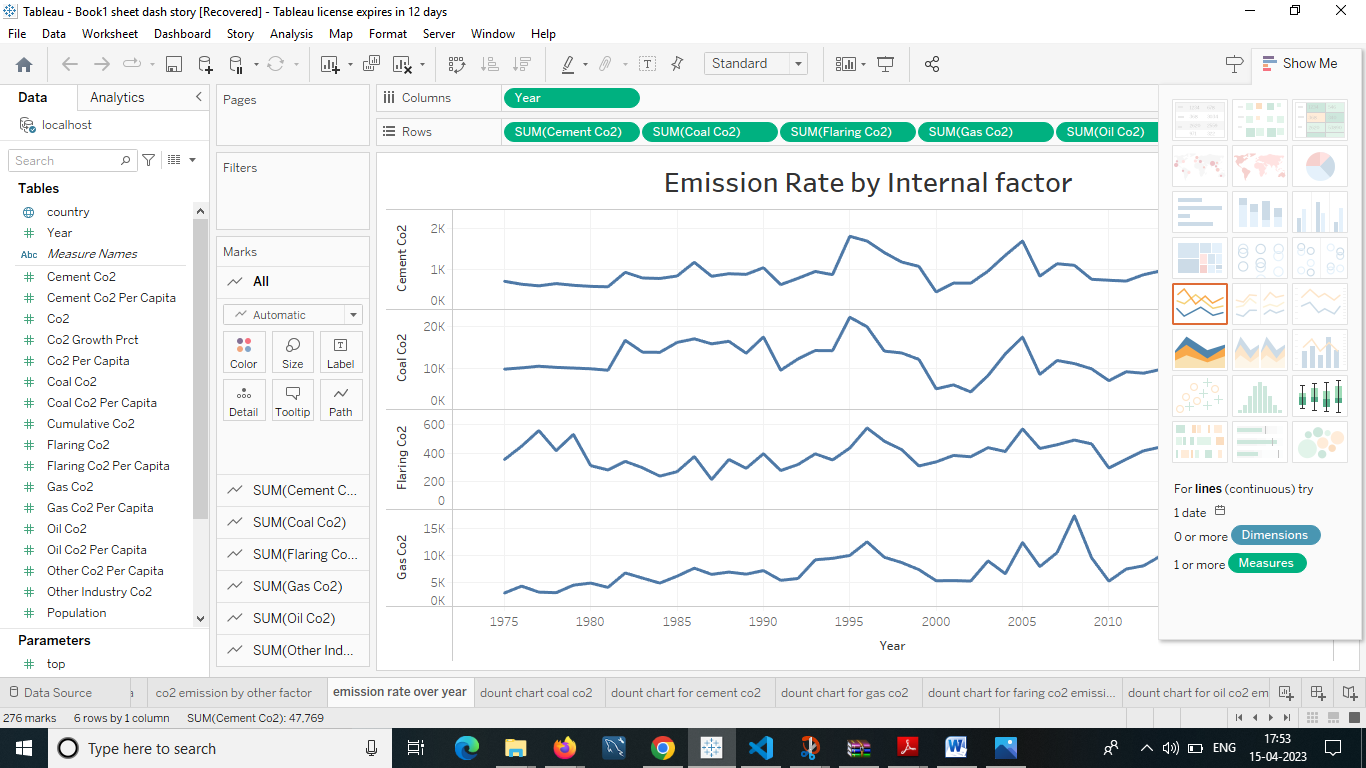 Tableau - Book1 sheet dash story [Recovered] - Tableau license expires in 12 days
File Data Worksheet Dashboard Story Analysis Map Format Server Window Help
Standard
Show Me
Data Analytics
localhost
Search
Tables
country
Year
Abc Measure Names
Cement Co2
Cement Co2 Per Capita
Co2
Co2 Growth Prct
Co2 Per Capita
Coal Co2
Coal Co2 Per Capita
Cumulative Co2
Flaring Co2
Flaring Co2 Per Capita
Gas Co2
Gas Co2 Per Capita
Oil Co2
Oil Co2 Per Capita
Other Co2 Per Capita
Other Industry Co2
Population
Parameters
top
Pages
Filters
Marks
All
Automatic
Color Size Label
Detail Tooltip Path
SUM(Cement C...
SUM(Coal Co2)
SUM(Flaring Co...
SUM(Gas Co2)
SUM(Oil Co2)
SUM(Other Ind...
Columns Year
Rows SUM(Cement Co2) SUM(Coal Co2) SUM(Flaring Co2) SUM(Gas Co2) SUM(Oil Co2)
Emission Rate by Internal factor
Cement Co2
2K
1K
0K
Coal Co2
20K
10K
0K
Flaring Co2
600
400
200
0
Gas Co2
15K
10K
5K
0K
1975 1980 1985 1990 1995 2000 2005 2010
Year
For lines (continuous) try
1 date
0 or more Dimensions
1 or more Measures
Data Source a co2 emission by other factor emission rate over year dount chart coal co2 dount chart for cement co2 dount chart for gas co2 dount chart for faring co2 emissi... dount chart for oil co2 em
276 marks 6 rows by 1 column SUM(Cement Co2): 47.769
Type here to search
ENG
17:53
15-04-2023